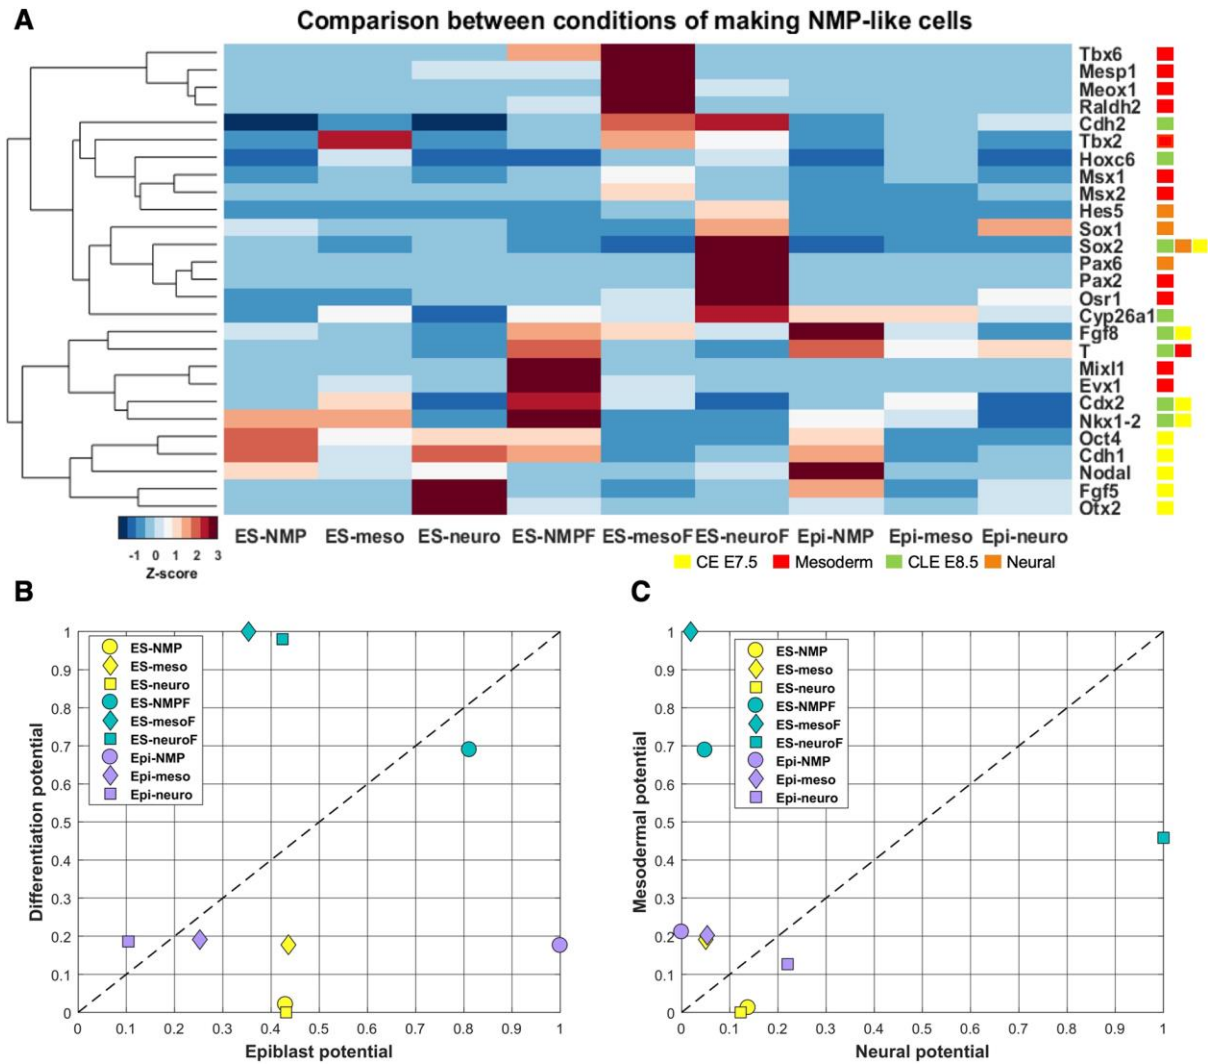 A
Comparison between conditions of making NMP-like cells
Tbx6
Mesp1
Meox1
Raldh2
Cdh2
Tbx2
Hoxc6
Msx1
Msx2
Hes5
Sox1
Sox2
Pax6
Pax2
Osr1
Cyp26a1
Fgf8
T
Mixl1
Evx1
Cdx2
Nkx1-2
Oct4
Cdh1
Nodal
Fgf5
Otx2
-1 0 1 2 3
Z-score
ES-NMP ES-meso ES-neuro ES-NMPF ES-mesoF ES-neuroF Epi-NMP Epi-meso Epi-neuro
CE E7.5 Mesoderm CLE E8.5 Neural
B
Differentiation potential
1
0.9
0.8
0.7
0.6
0.5
0.4
0.3
0.2
0.1
0
ES-NMP
ES-meso
ES-neuro
ES-NMPF
ES-mesoF
ES-neuroF
Epi-NMP
Epi-meso
Epi-neuro
0 0.1 0.2 0.3 0.4 0.5 0.6 0.7 0.8 0.9 1
Epiblast potential
C
Mesodermal potential
1
0.9
0.8
0.7
0.6
0.5
0.4
0.3
0.2
0.1
0
ES-NMP
ES-meso
ES-neuro
ES-NMPF
ES-mesoF
ES-neuroF
Epi-NMP
Epi-meso
Epi-neuro
0 0.1 0.2 0.3 0.4 0.5 0.6 0.7 0.8 0.9 1
Neural potential